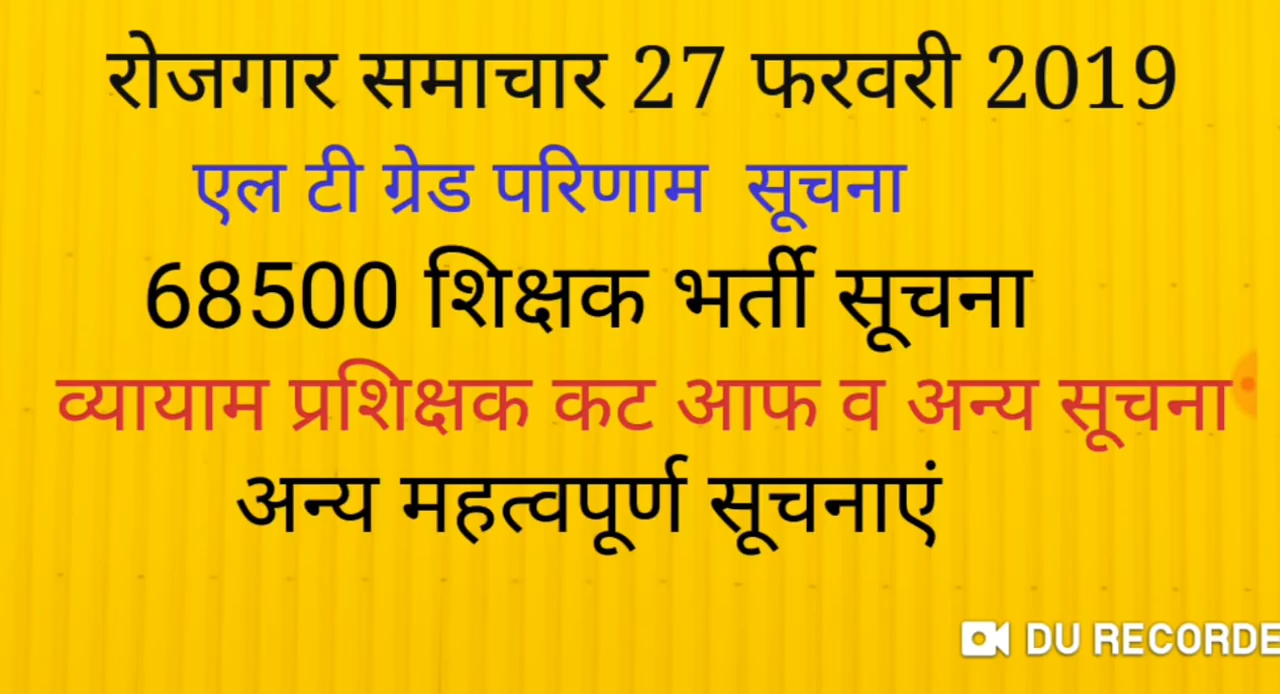 रोजगार समाचार 27 फरवरी 2019
एल टी ग्रेड परिणाम सूचना
68500 शिक्षक भर्ती सूचना
व्यायाम प्रशिक्षक कट आफ व अन्य सूचना
अन्य महत्वपूर्ण सूचनाएं
DU RECORDE